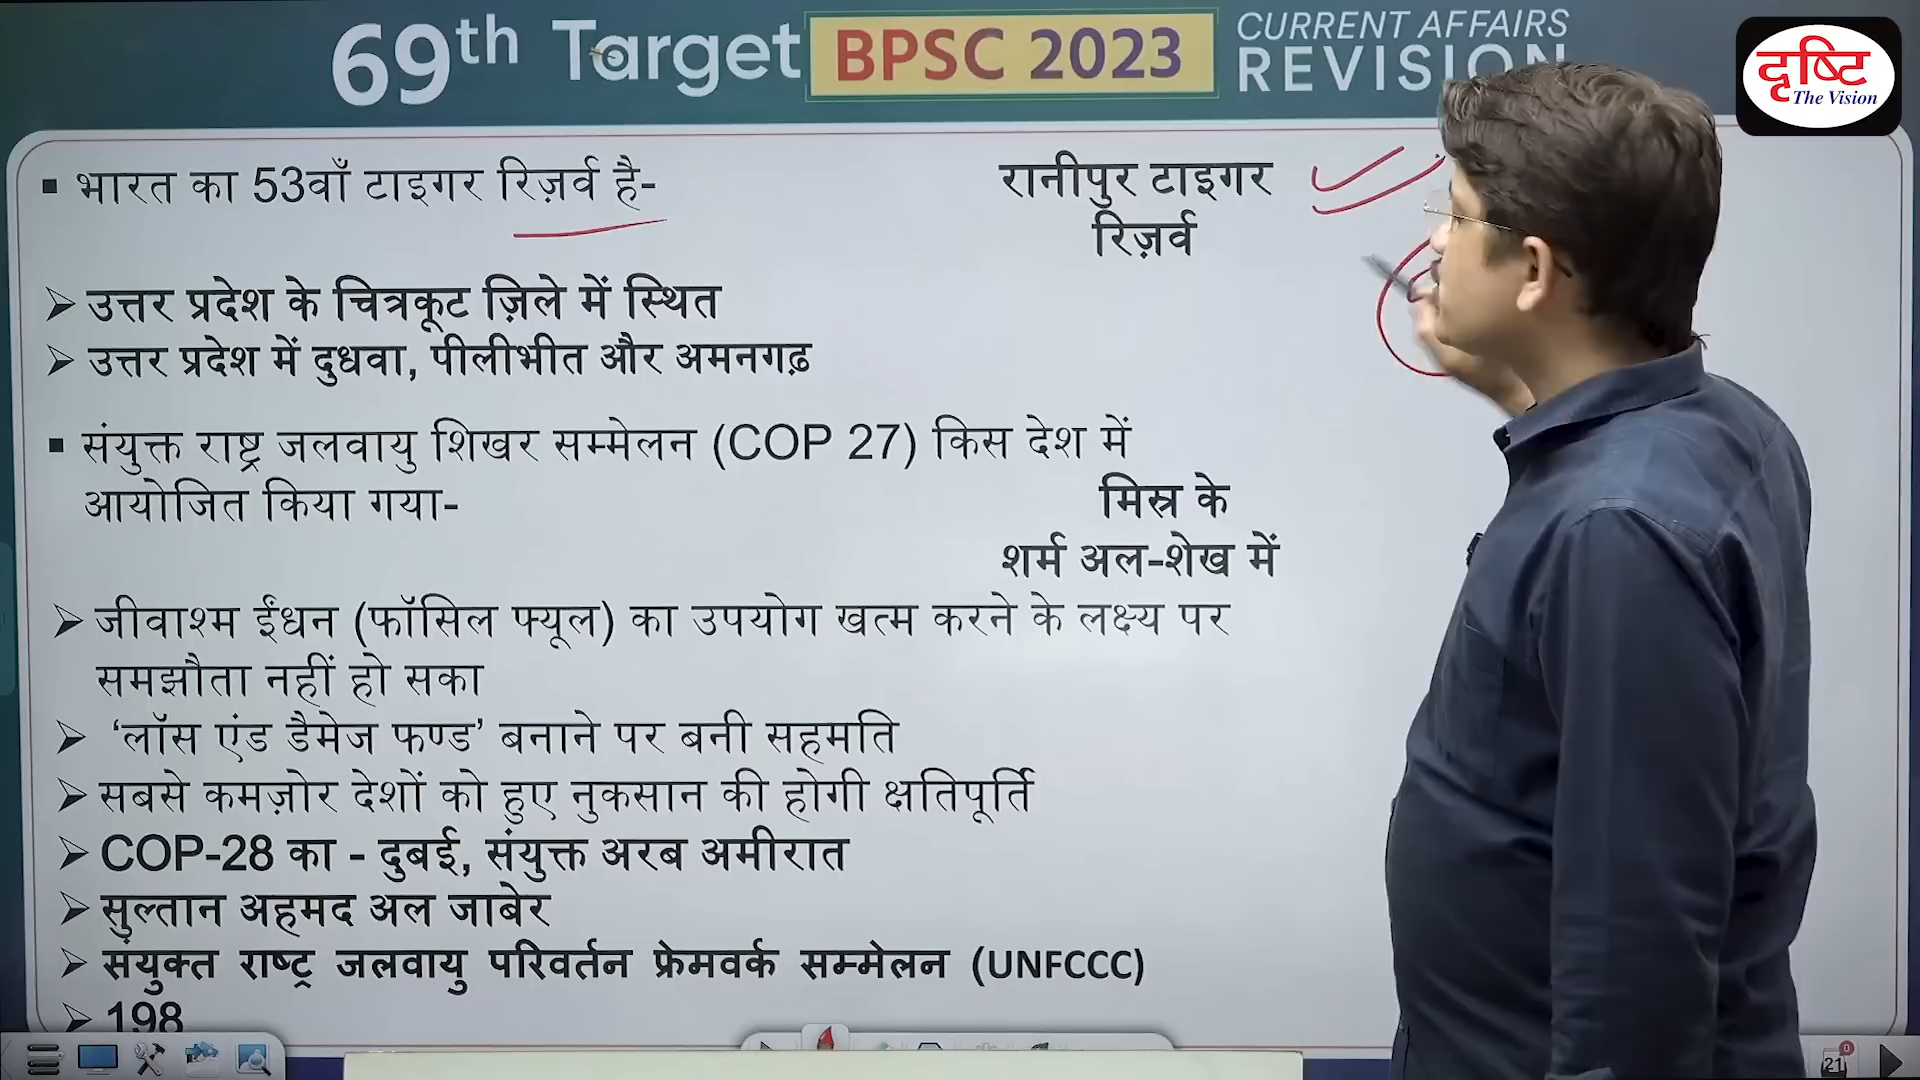 69th Target BPSC 2023 CURRENT AFFAIRS
REVISION
दृष्टि
The Vision
▪ भारत का 53वाँ टाइगर रिज़र्व है-
रानीपुर टाइगर
रिज़र्व
➢ उत्तर प्रदेश के चित्रकूट ज़िले में स्थित
➢ उत्तर प्रदेश में दुधवा, पीलीभीत और अमनगढ़
▪ संयुक्त राष्ट्र जलवायु शिखर सम्मेलन (COP 27) किस देश में
आयोजित किया गया-
मिस्र के
शर्म अल-शेख में
➢ जीवाश्म ईंधन (फॉसिल फ्यूल) का उपयोग खत्म करने के लक्ष्य पर
समझौता नहीं हो सका
➢ ‘लॉस एंड डैमेज फण्ड’ बनाने पर बनी सहमति
➢ सबसे कमज़ोर देशों को हुए नुकसान की होगी क्षतिपूर्ति
➢ COP-28 का - दुबई, संयुक्त अरब अमीरात
➢ सुल्तान अहमद अल जाबेर
➢ संयुक्त राष्ट्र जलवायु परिवर्तन फ्रेमवर्क सम्मेलन (UNFCCC)
➢ 198
21
0